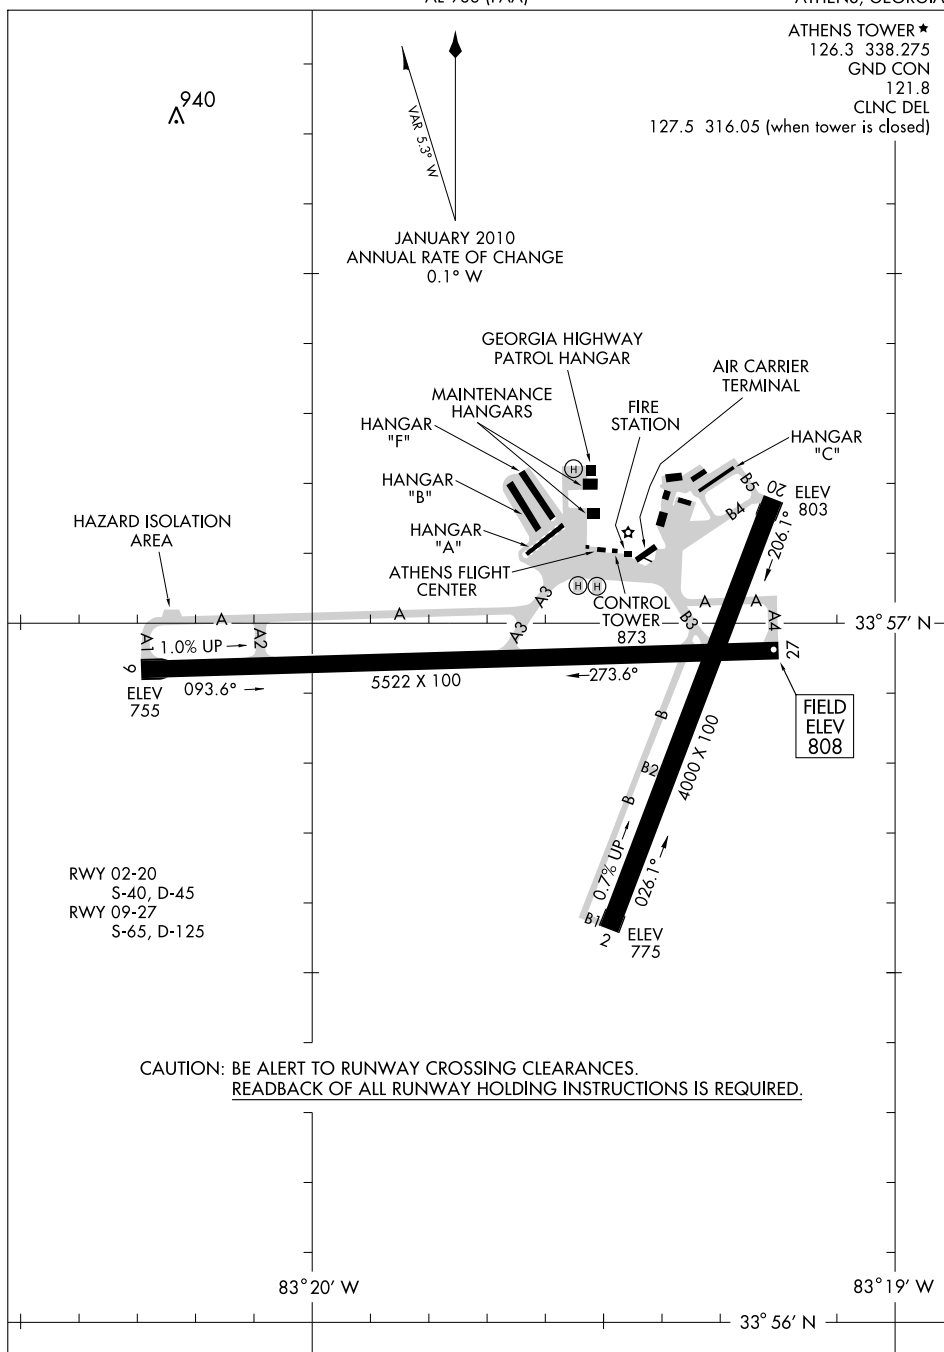 ATHENS TOWER★
126.3 338.275
GND CON
121.8
CLNC DEL
127.5 316.05 (when tower is closed)
940
VAR 5.3° W
JANUARY 2010
ANNUAL RATE OF CHANGE
0.1° W
GEORGIA HIGHWAY
PATROL HANGAR
AIR CARRIER
TERMINAL
MAINTENANCE
HANGARS
FIRE
STATION
HANGAR
"F"
HANGAR
"C"
H
HANGAR
"B"
B5
20
ELEV
803
B4
HAZARD ISOLATION
AREA
HANGAR
"A"
206.1°
ATHENS FLIGHT
CENTER
H
H
A3
CONTROL
TOWER
873
A
A
A
A
A4
B3
33°57' N
A1
1.0% UP
A2
A3
27
9
ELEV
755
093.6°
5522 X 100
273.6°
FIELD
ELEV
808
B
4000 X 100
B2
B
0.7% UP
026.1°
RWY 02-20
S-40, D-45
RWY 09-27
S-65, D-125
B1
2
ELEV
775
CAUTION: BE ALERT TO RUNWAY CROSSING CLEARANCES.
READBACK OF ALL RUNWAY HOLDING INSTRUCTIONS IS REQUIRED.
83°20' W
83°19' W
33°56' N